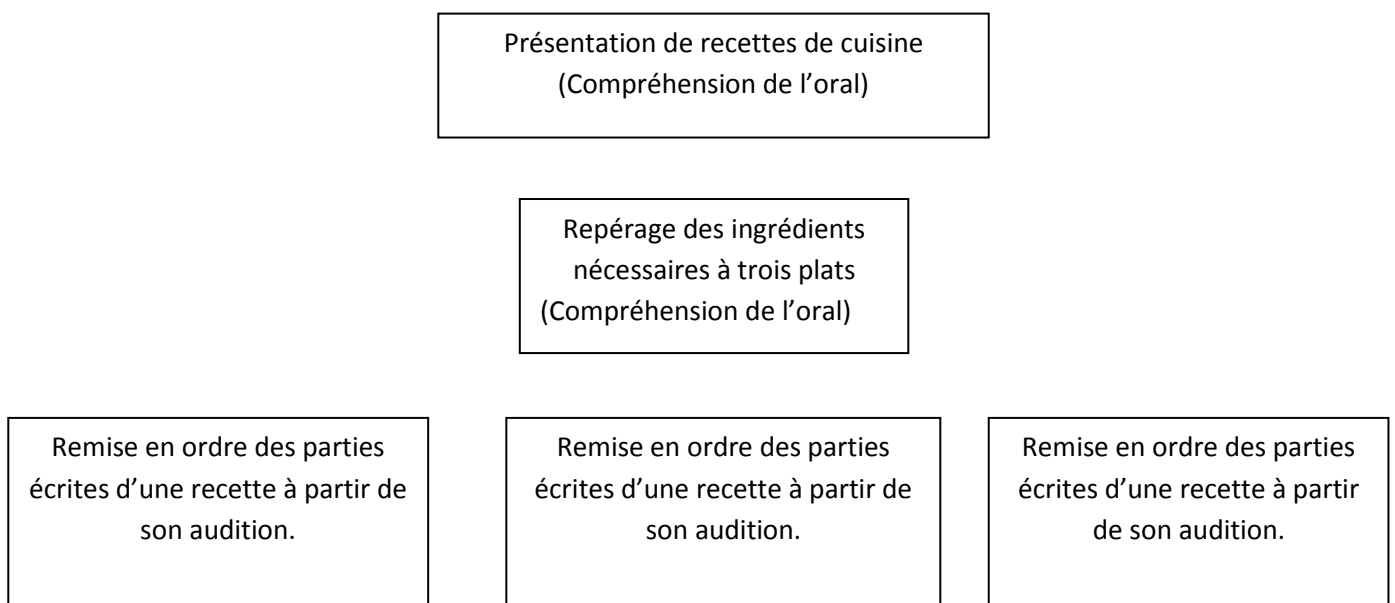 Présentation de recettes de cuisine
(Compréhension de l’oral)
Repérage des ingrédients
nécessaires à trois plats
(Compréhension de l’oral)
Remise en ordre des parties
écrites d’une recette à partir de
son audition.
Remise en ordre des parties
écrites d’une recette à partir de
son audition.
Remise en ordre des parties
écrites d’une recette à partir
de son audition.